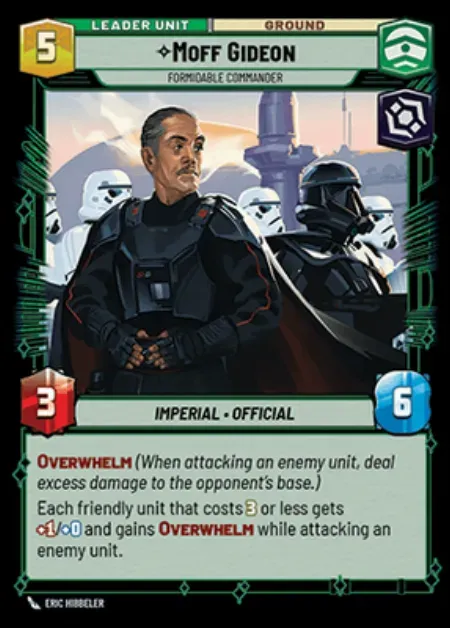 LEADER UNIT
GROUND
5
MOFF GIDEON
FORMIDABLE COMMANDER
3
IMPERIAL • OFFICIAL
6
OVERWHELM (When attacking an enemy unit, deal
excess damage to the opponent's base.)
Each friendly unit that costs 3 or less gets
+1/+0 and gains OVERWHELM while attacking an
enemy unit.
ERIC HIBBELER